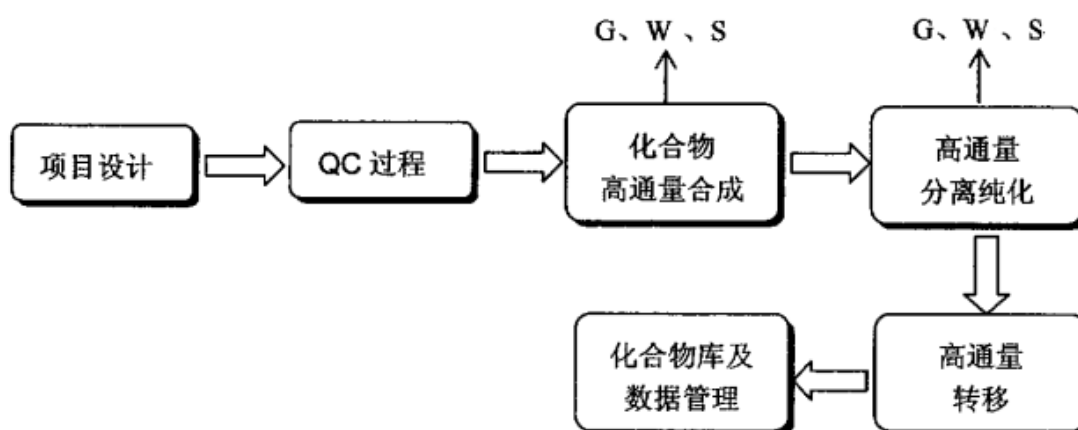 G、W、S
G、W、S
项目设计
QC 过程
化合物
高通量合成
高通量
分离纯化
化合物库及
数据管理
高通量
转移